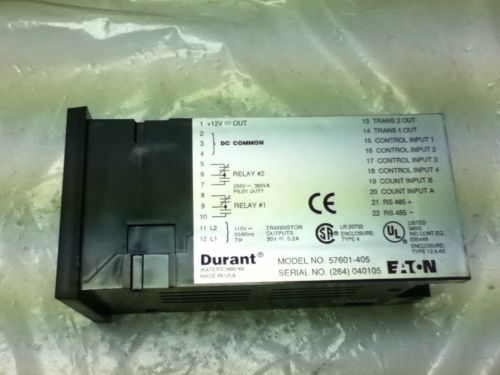 1 +12V OUT
2
3 DC COMMON
4
5
6 RELAY #2
7 250V~ 360VA
8 PILOT DUTY
9 RELAY #1
10
11 L2 115V~
12 L1 50/60Hz
7W
TRANSISTOR
OUTPUTS
30V 0.2A
13 TRANS 2 OUT
14 TRANS 1 OUT
15 CONTROL INPUT 1
16 CONTROL INPUT 2
17 CONTROL INPUT 3
18 CONTROL INPUT 4
19 COUNT INPUT B
20 COUNT INPUT A
21 RS 485 +
22 RS 485 -
CE
SA
ENCLOSURE
TYPE 4
UL
LISTED
IND.CONT.EQ.
ENCLOSURE
TYPE 12,4,4X
Durant®
WATERTOWN WI
MADE IN USA
MODEL NO. 57601-405
SERIAL NO. (264) 040105
EATON